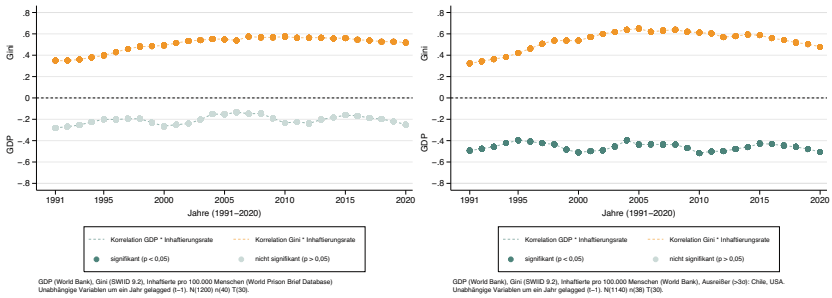 .8
.6
.4
.2
0
-.2
-.4
-.6
-.8
Gini
GDP
1991 1995 2000 2005 2010 2015 2020
Jahre (1991–2020)
Korrelation GDP * Inhaftierungsrate Korrelation Gini * Inhaftierungsrate
signifikant (p < 0,05) nicht signifikant (p > 0,05)
GDP (World Bank), Gini (SWIID 9.2), Inhaftierte pro 100.000 Menschen (World Prison Brief Database)
Unabhängige Variablen um ein Jahr gelagged (t–1). N(1200) n(40) T(30).
.8
.6
.4
.2
0
-.2
-.4
-.6
-.8
Gini
GDP
1991 1995 2000 2005 2010 2015 2020
Jahre (1991–2020)
Korrelation GDP * Inhaftierungsrate Korrelation Gini * Inhaftierungsrate
signifikant (p < 0,05) nicht signifikant (p > 0,05)
GDP (World Bank), Gini (SWIID 9.2), Inhaftierte pro 100.000 Menschen (World Bank), Ausreißer (>3σ): Chile, USA.
Unabhängige Variablen um ein Jahr gelagged (t–1). N(1140) n(38) T(30).